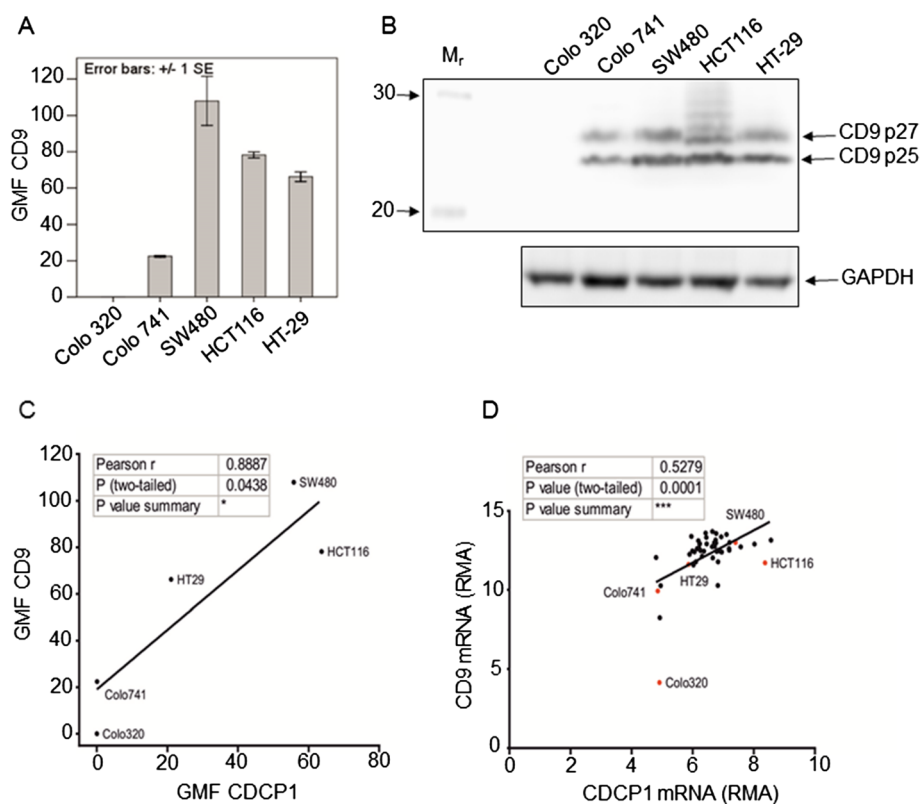 A
Error bars: +/- 1 SE
GMF CD9
120
100
80
60
40
20
0
Colo 320
Colo 741
SW480
HCT116
HT-29
B
Mr
Colo 320
Colo 741
SW480
HCT116
HT-29
30
20
CD9 p27
CD9 p25
GAPDH
C
Pearson r 0.8887
P (two-tailed) 0.0438
P value summary *
GMF CD9
120
100
80
60
40
20
0
SW480
HCT116
HT29
Colo741
Colo320
0 20 40 60 80
GMF CDCP1
D
Pearson r 0.5279
P value (two-tailed) 0.0001
P value summary ***
CD9 mRNA (RMA)
15
10
5
0
SW480
HCT116
HT29
Colo741
Colo320
0 2 4 6 8 10
CDCP1 mRNA (RMA)